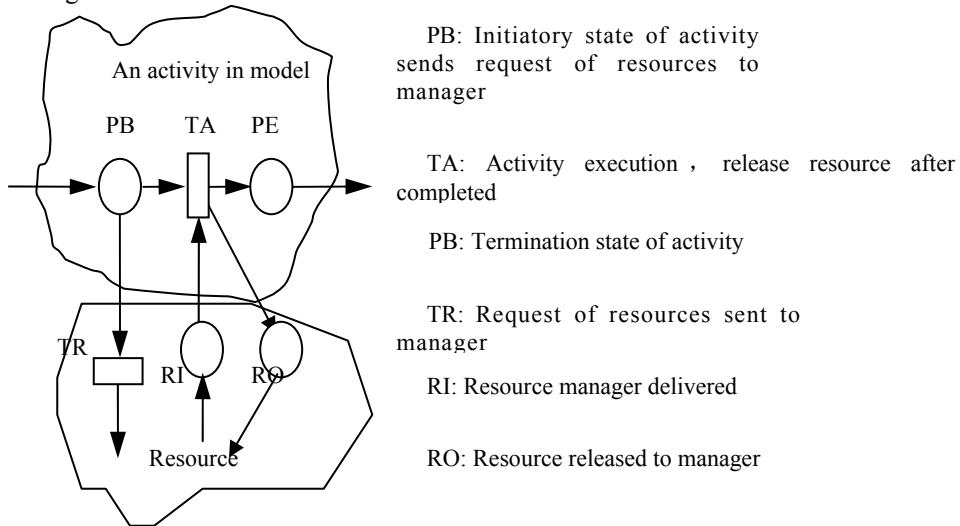 An activity in model
PB TA PE
TR
RI RO
Resource
PB: Initiatory state of activity
sends request of resources to
manager
TA: Activity execution， release resource after
completed
PB: Termination state of activity
TR: Request of resources sent to
manager
RI: Resource manager delivered
RO: Resource released to manager